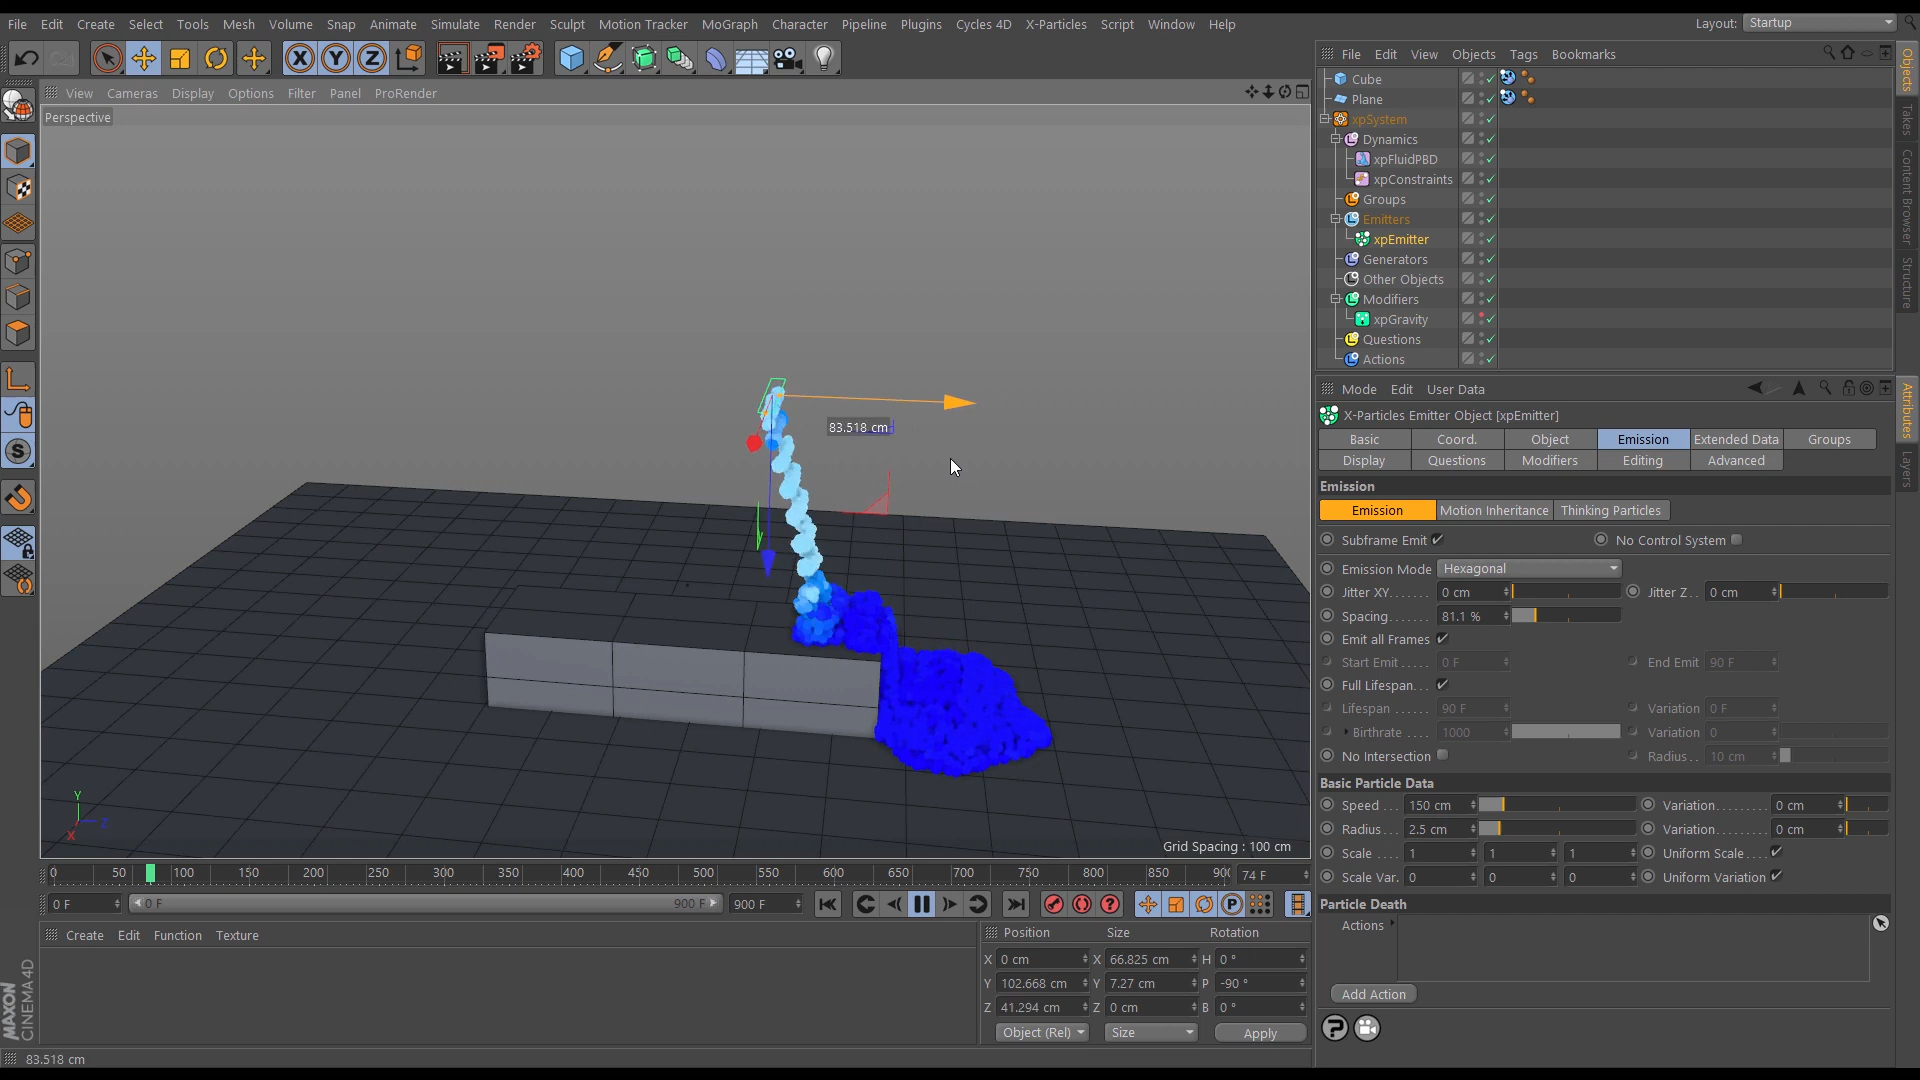 File Edit Create Select Tools Mesh Volume Snap Animate Simulate Render Sculpt Motion Tracker MoGraph Character Pipeline Plugins Cycles 4D X-Particles Script Window Help Layout: Startup
X Y Z
File Edit View Objects Tags Bookmarks
View Cameras Display Options Filter Panel ProRender
Perspective
Cube
Plane
xpSystem
Dynamics
xpFluidPBD
xpConstraints
Groups
Emitters
xpEmitter
Generators
Other Objects
Modifiers
xpGravity
Questions
Actions
Objects
Takes
Content Browser
Structure
Attributes
Layers
83.518 cm
Y
Z
X
Grid Spacing : 100 cm
Mode Edit User Data
X-Particles Emitter Object [xpEmitter]
Basic Coord. Object Emission Extended Data Groups
Display Questions Modifiers Editing Advanced
Emission
Emission Motion Inheritance Thinking Particles
Subframe Emit No Control System
Emission Mode Hexagonal
Jitter XY....... 0 cm Jitter Z.. 0 cm
Spacing....... 81.1 %
Emit all Frames
Start Emit ..... 0 F End Emit 90 F
Full Lifespan...
Lifespan ...... 90 F Variation 0 F
Birthrate .... 1000 Variation 0
No Intersection Radius.. 10 cm
Basic Particle Data
Speed ... 150 cm Variation........ 0 cm
Radius... 2.5 cm Variation........ 0 cm
Scale .... 1 1 1 Uniform Scale....
Scale Var. 0 0 0 Uniform Variation
Particle Death
Actions
Add Action
0 50 100 150 200 250 300 350 400 450 500 550 600 650 700 750 800 850 90 74 F
0 F 0 F 900 F 900 F
Create Edit Function Texture
Position Size Rotation
X 0 cm X 66.825 cm H 0 °
Y 102.668 cm Y 7.27 cm P -90 °
Z 41.294 cm Z 0 cm B 0 °
Object (Rel) Size Apply
MAXON
CINEMA 4D
83.518 cm